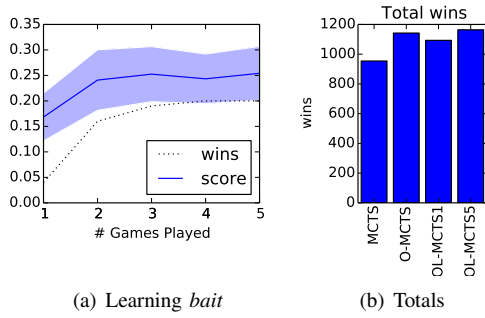 0.35
0.30
0.25
0.20
0.15
0.10
0.05
0.00
1 2 3 4 5
# Games Played
wins
score
(a) Learning bait
Total wins
1200
1000
800
600
400
200
0
wins
MCTS
O-MCTS
OL-MCTS1
OL-MCTS5
(b) Totals